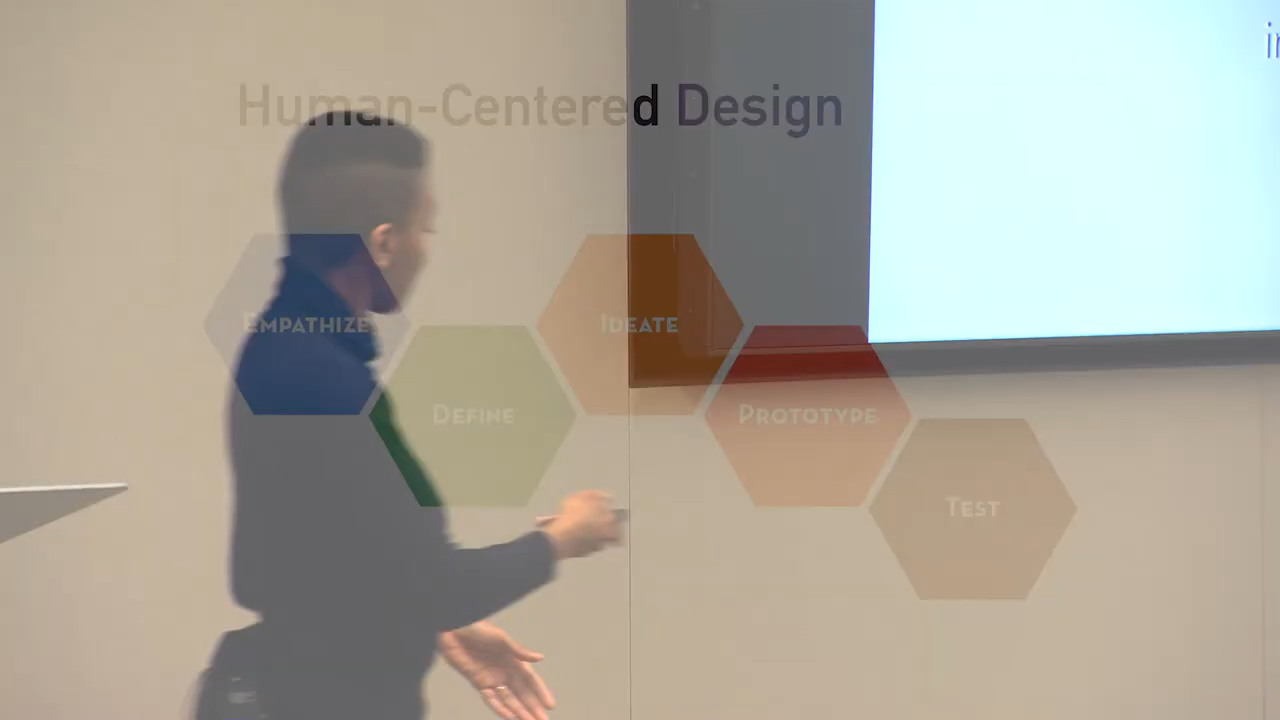 Human-Centered Design
Empathize
Ideate
Define
Prototype
Test